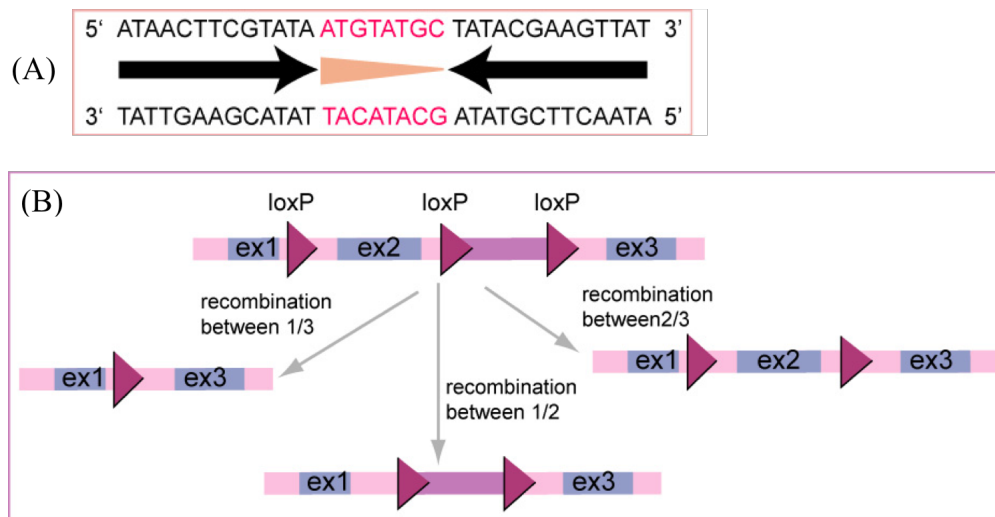 (A)
5‘ ATAACTTCGTATA ATGTATGC TATACGAAGTTAT 3’
3‘ TATTGAAGCATAT TACATACG ATATGCTTCAATA 5’
(B)
loxP loxP loxP
ex1 ex2 ex3
recombination
between 1/3
recombination
between2/3
ex1 ex3
ex1 ex2 ex3
recombination
between 1/2
ex1 ex3